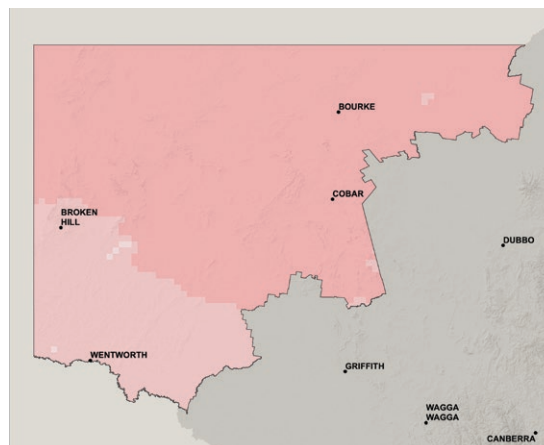 BOURKE
COBAR
BROKEN
HILL
DUBBO
WENTWORTH
GRIFFITH
WAGGA
WAGGA
CANBERRA